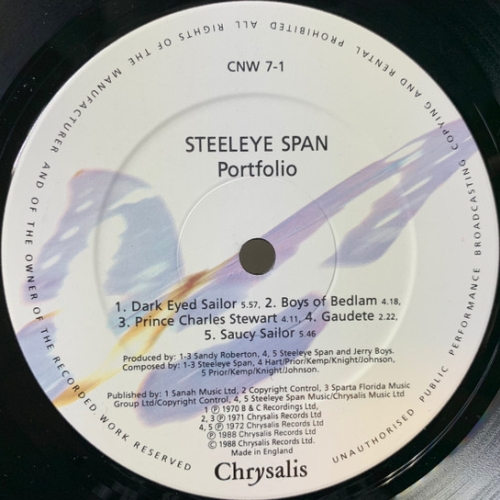 ALL RIGHTS OF THE MANUFACTURER AND OF THE OWNER OF THE RECORDED WORK RESERVED UNAUTHORISED PUBLIC PERFORMANCE BROADCASTING COPYING AND RENTAL PROHIBITED
CNW 7-1
STEELEYE SPAN
Portfolio
1. Dark Eyed Sailor 5.57, 2. Boys of Bedlam 4.18,
3. Prince Charles Stewart 4.11, 4. Gaudete 2.22,
5. Saucy Sailor 5.46
Produced by: 1-3 Sandy Roberton, 4, 5 Steeleye Span and Jerry Boys.
Composed by: 1-3 Steeleye Span, 4 Hart/Prior/Kemp/Knight/Johnson,
5 Prior/Kemp/Knight/Johnson.
Published by: 1 Sanah Music Ltd, 2 Copyright Control, 3 Sparta Florida Music
Group Ltd/Copyright Control, 4, 5 Steeleye Span Music/Chrysalis Music Ltd
1 ℗ 1970 B & C Recordings Ltd,
2, 3 ℗ 1971 Chrysalis Records Ltd.
4, 5 ℗ 1972 Chrysalis Records Ltd.
℗ 1988 Chrysalis Records Ltd.
© 1988 Chrysalis Records Ltd.
Made in England
Chrysalis